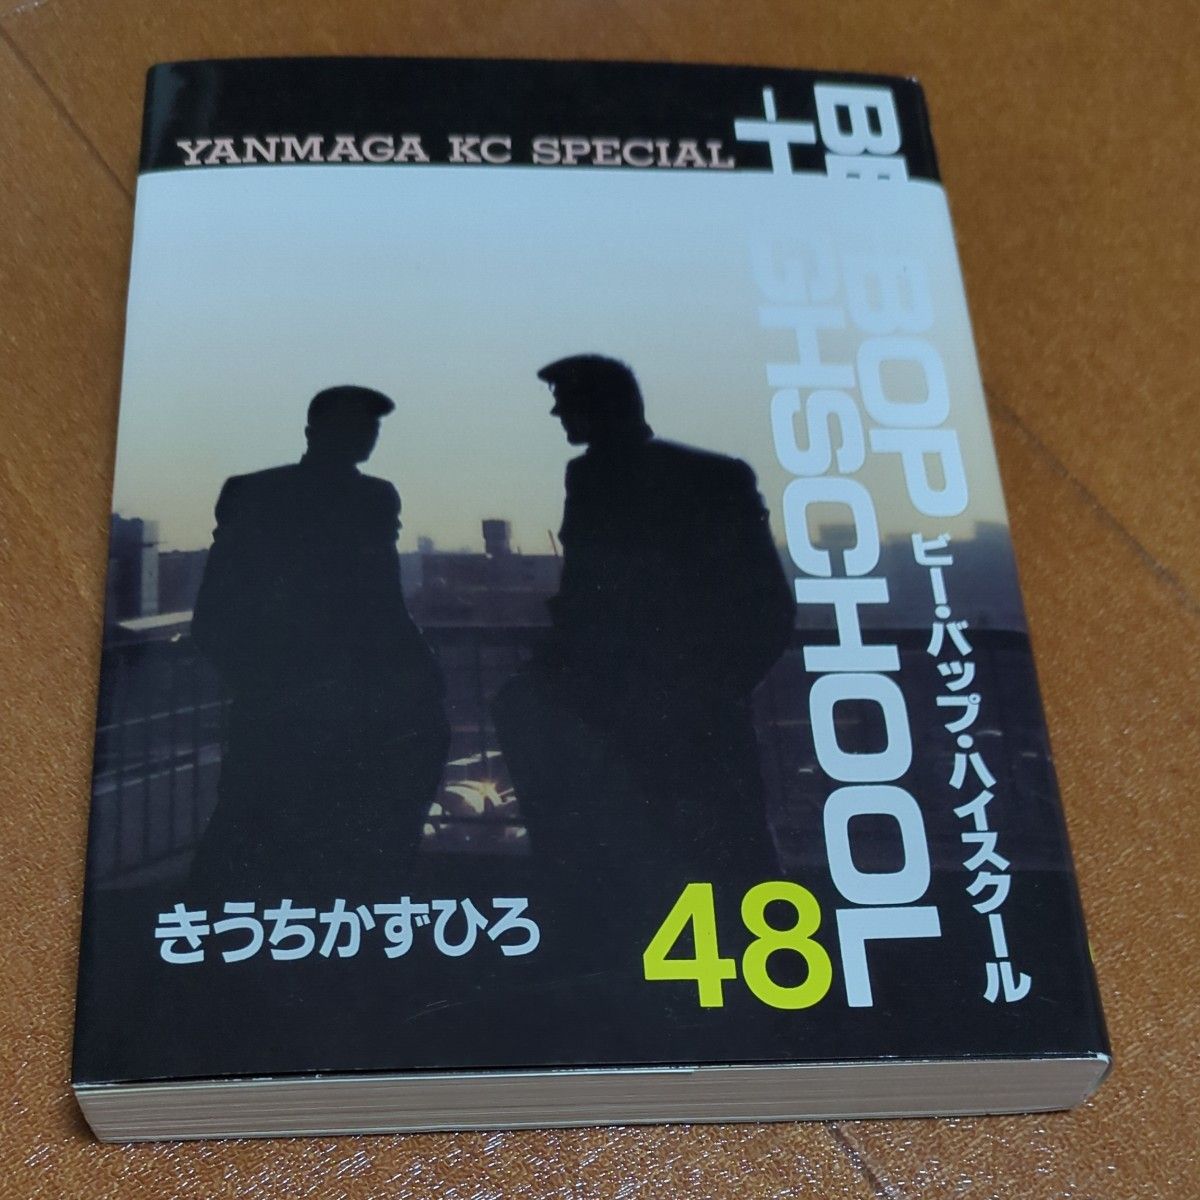 YANMAGA KC SPECIAL
BE BOP
HIGHSCHOOL
ビー・バップ・ハイスクール
48
きうちかずひろ